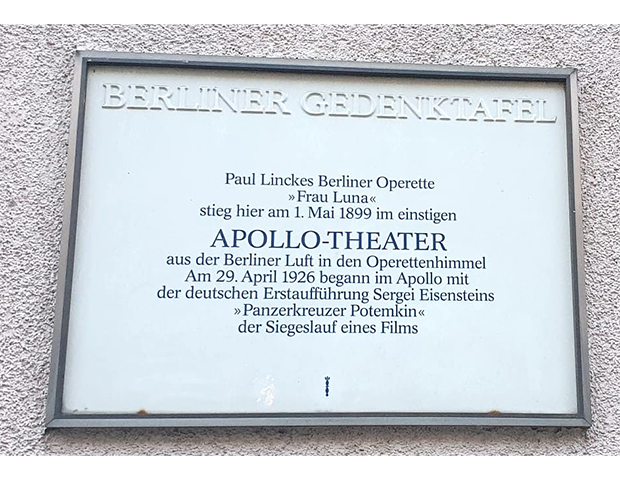 BERLINER GEDENKTAFEL
Paul Linckes Berliner Operette
»Frau Luna«
stieg hier am 1. Mai 1899 im einstigen
APOLLO-THEATER
aus der Berliner Luft in den Operettenhimmel
Am 29. April 1926 begann im Apollo mit
der deutschen Erstaufführung Sergei Eisensteins
»Panzerkreuzer Potemkin«
der Siegeslauf eines Films